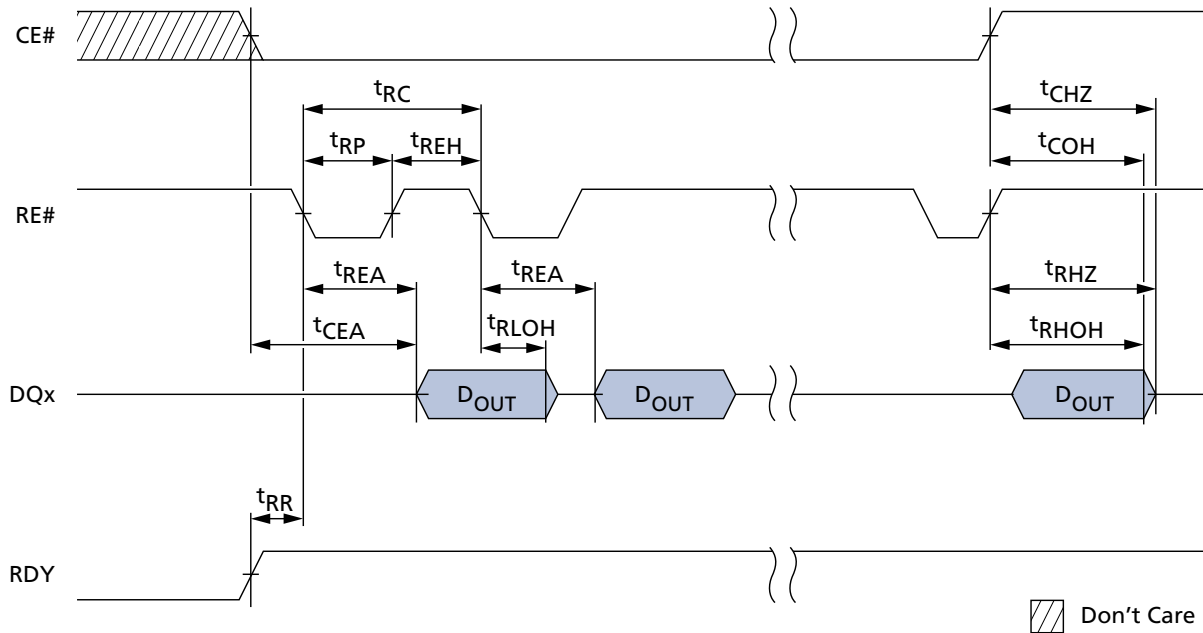 CE#
tRC
tCHZ
tRP
tREH
tCOH
RE#
tREA
tREA
tRHZ
tCEA
tRLOH
tRHOH
DQx
DOUT
DOUT
DOUT
tRR
RDY
Don't Care